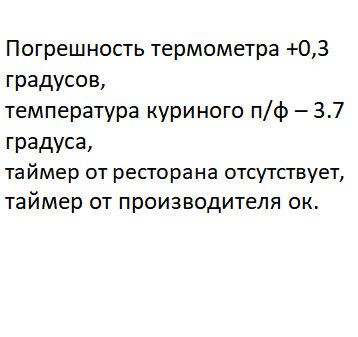 Погрешность термометра +0,3
градусов,
температура куриного п/ф – 3.7
градуса,
таймер от ресторана отсутствует,
таймер от производителя ок.